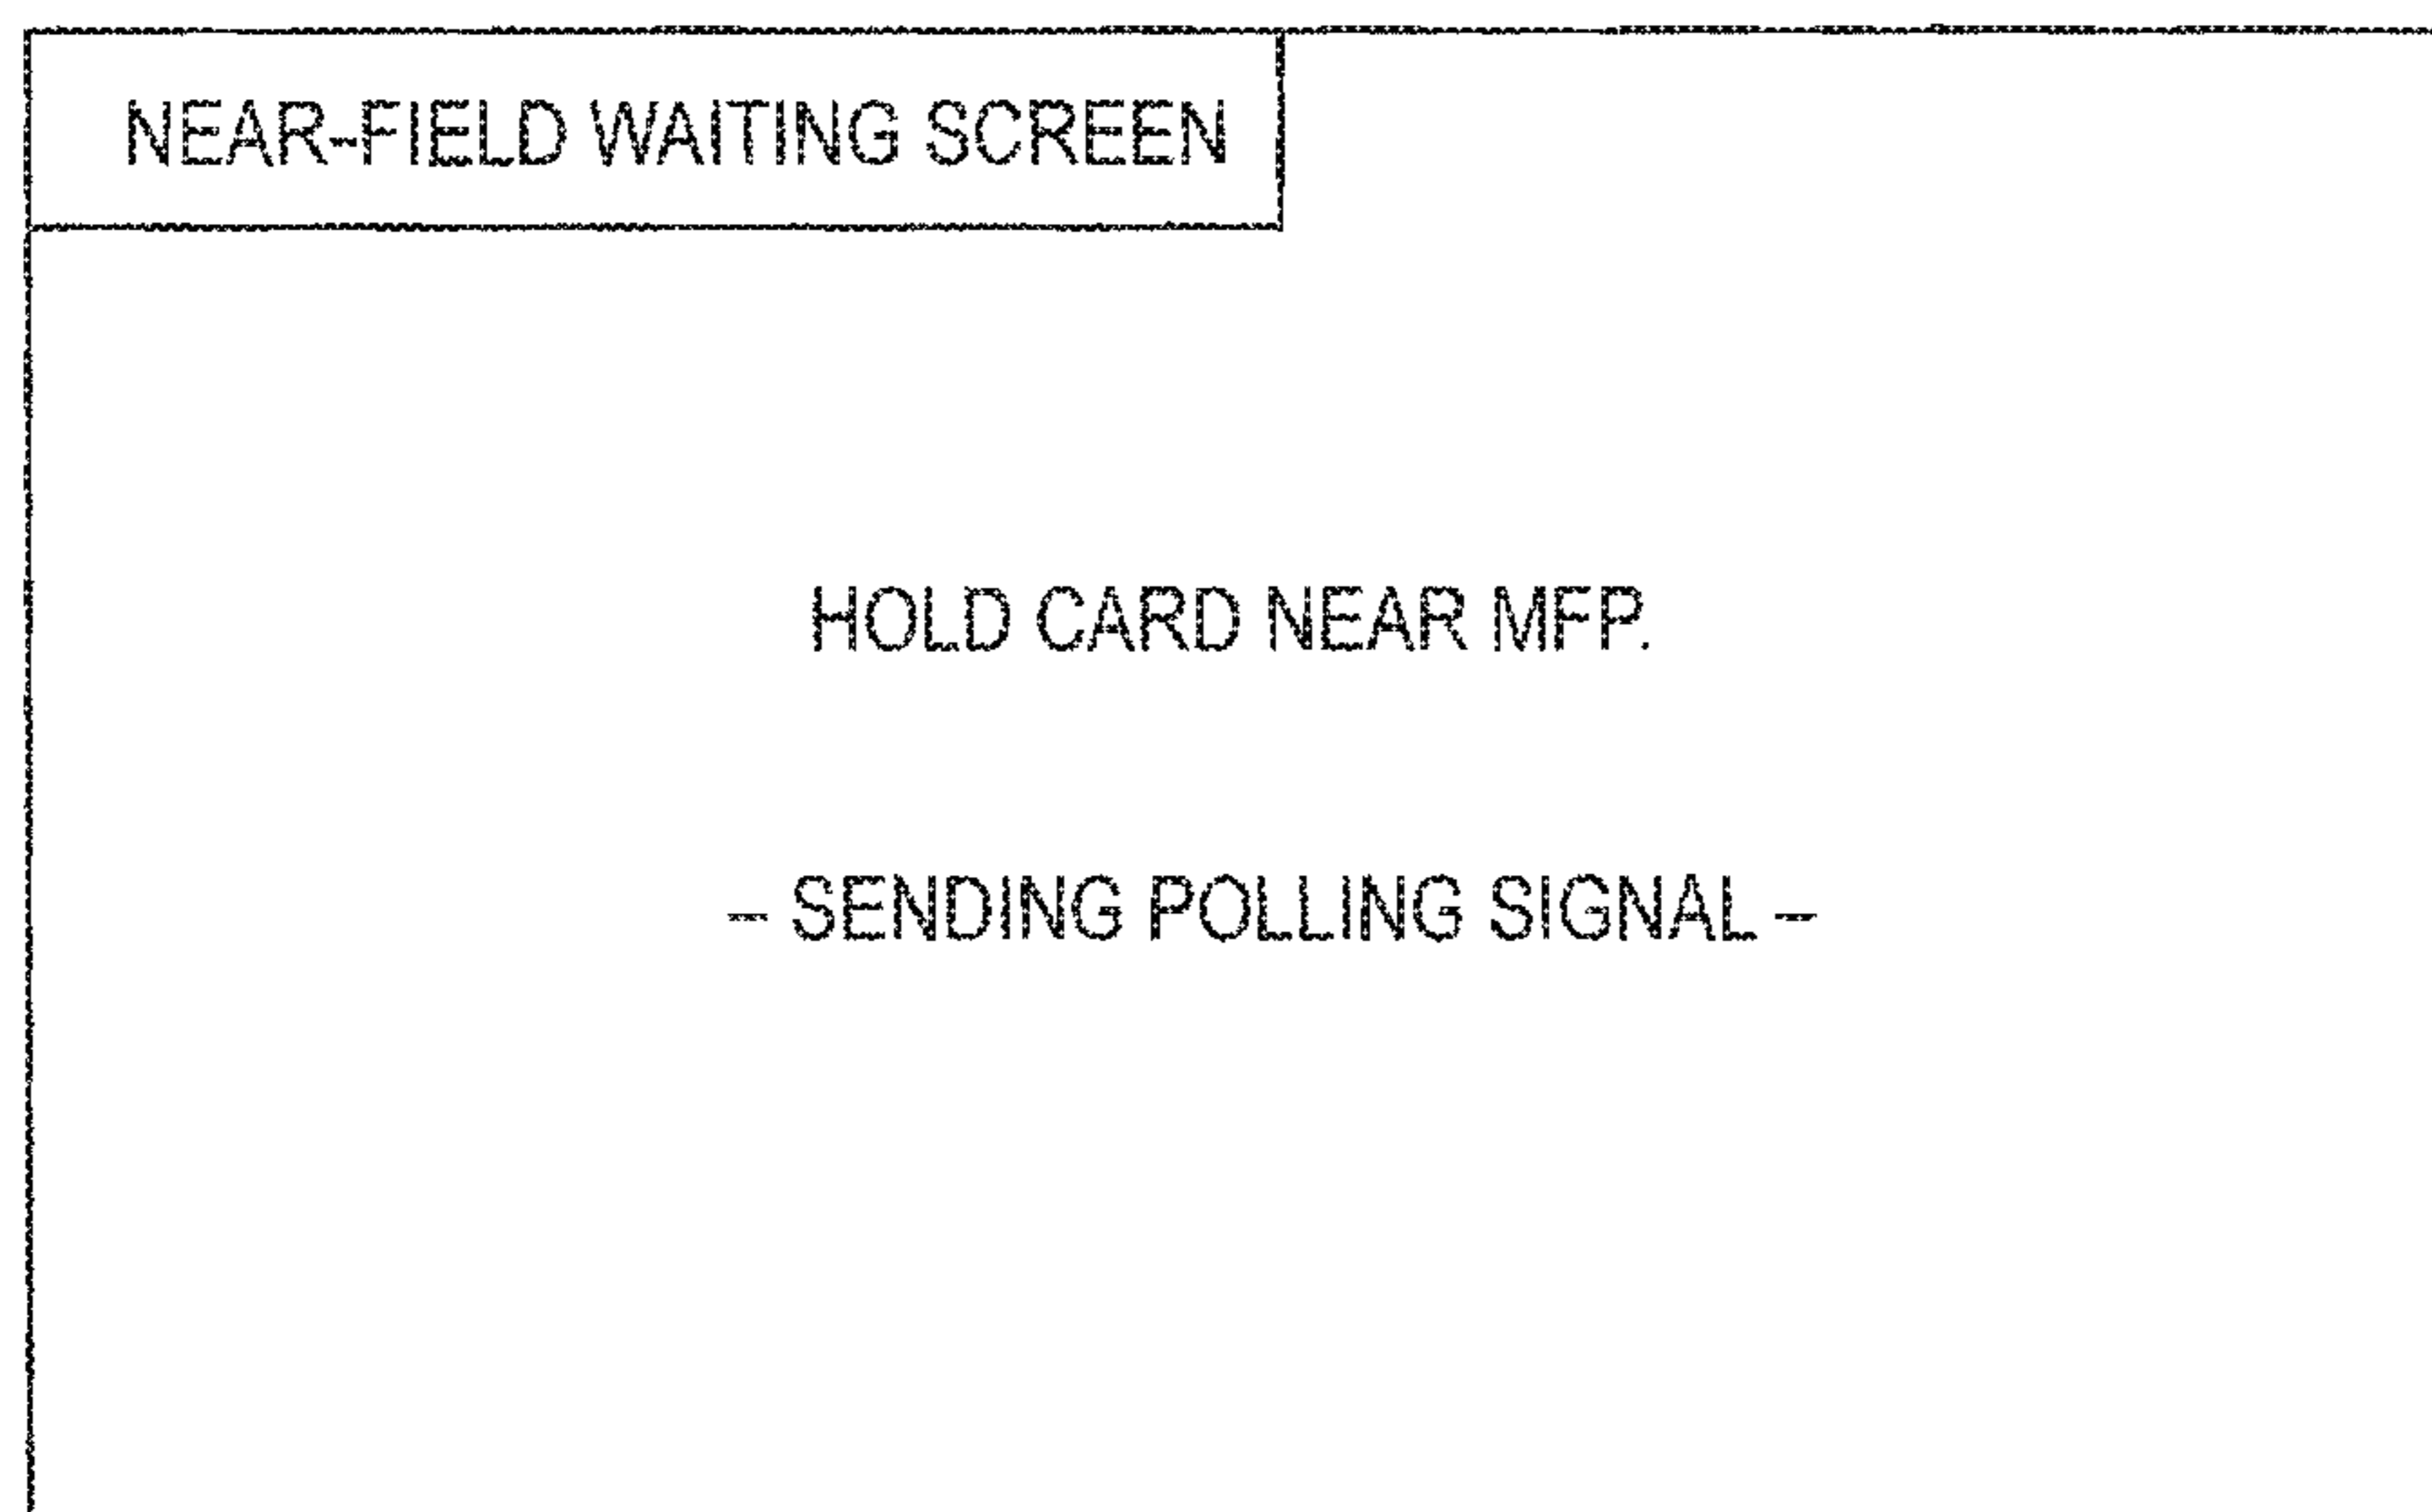 NEAR-FIELD WAITING SCREEN
HOLD CARD NEAR MFP.
– SENDING POLLING SIGNAL –